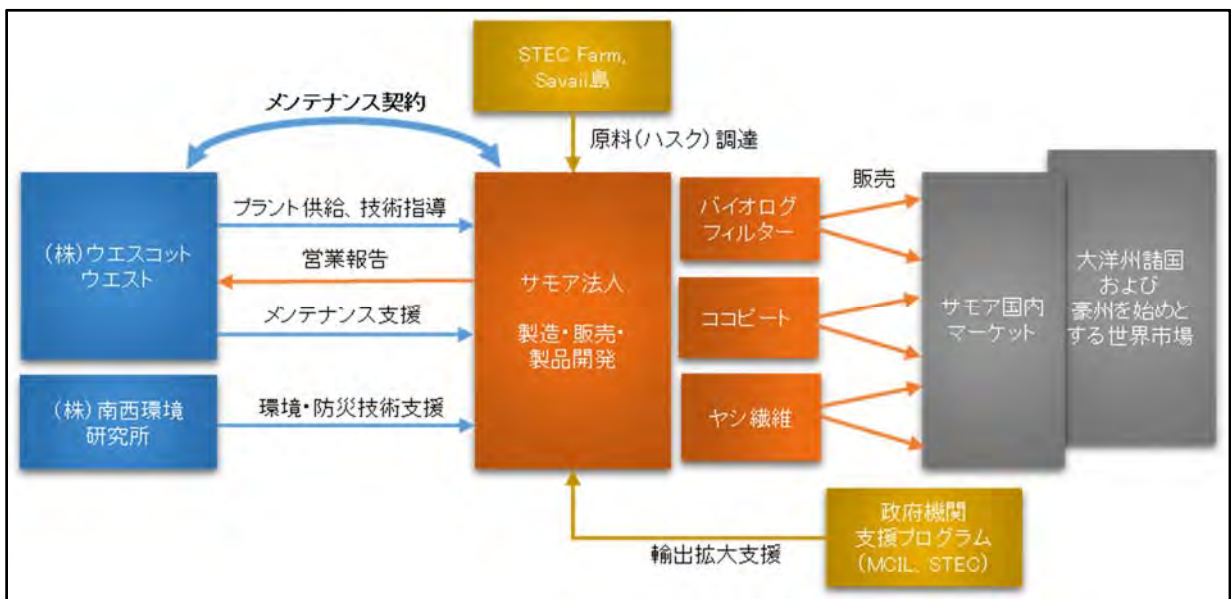 STEC Farm,
Savaii島
メンテナンス契約
原料(ハスク)調達
(株)ウエスコット
ウエスト
プラント供給、技術指導
営業報告
メンテナンス支援
(株)南西環境
研究所
環境・防災技術支援
サモア法人
製造・販売・
製品開発
バイオログ
フィルター
ココピート
ヤシ繊維
販売
サモア国内
マーケット
大洋州諸国
および
豪州を始めと
する世界市場
政府機関
支援プログラム
(MCIL、STEC)
輸出拡大支援